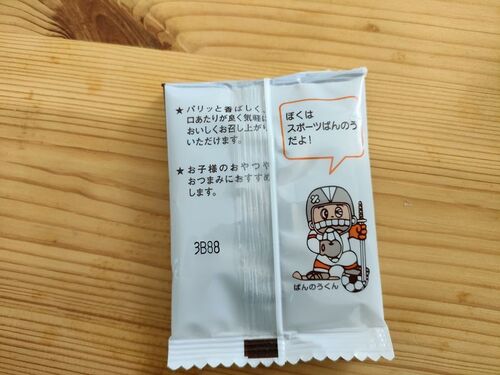 ★パリッと香ばしく、
口あたりが良く気軽に
おいしくお召し上がり
いただけます。
★お子様のおやつや
おつまみにおすすめ
します。
3B88
ぼくは
スポーツばんのう
だよ!
ばんのうくん